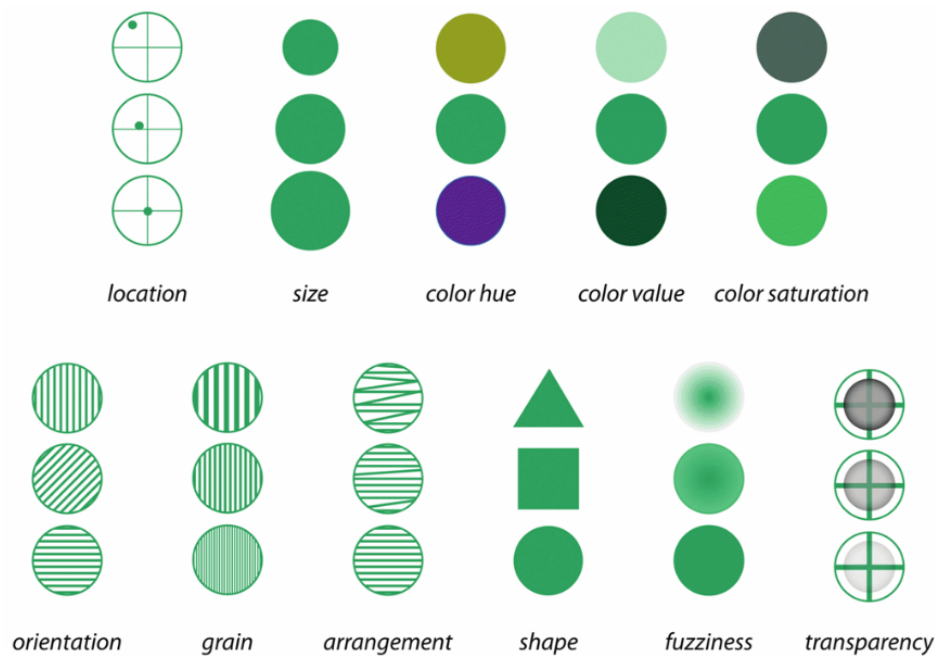 location size color hue color value color saturation
orientation grain arrangement shape fuzziness transparency